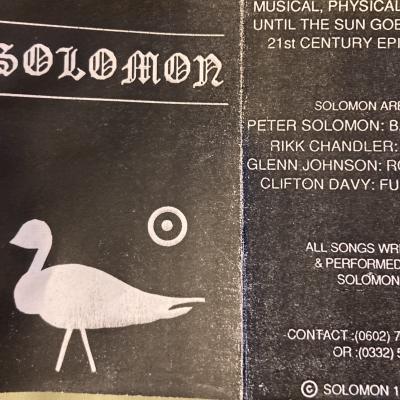 SOLOMON
MUSICAL, PHYSICAL
UNTIL THE SUN GOE
21st CENTURY EPI
SOLOMON ARE
PETER SOLOMON: B
RIKK CHANDLER:
GLENN JOHNSON: RO
CLIFTON DAVY: FU
ALL SONGS WRI
& PERFORMED
SOLOMON
CONTACT :(0602) 7
OR :(0332) 5
© SOLOMON 1